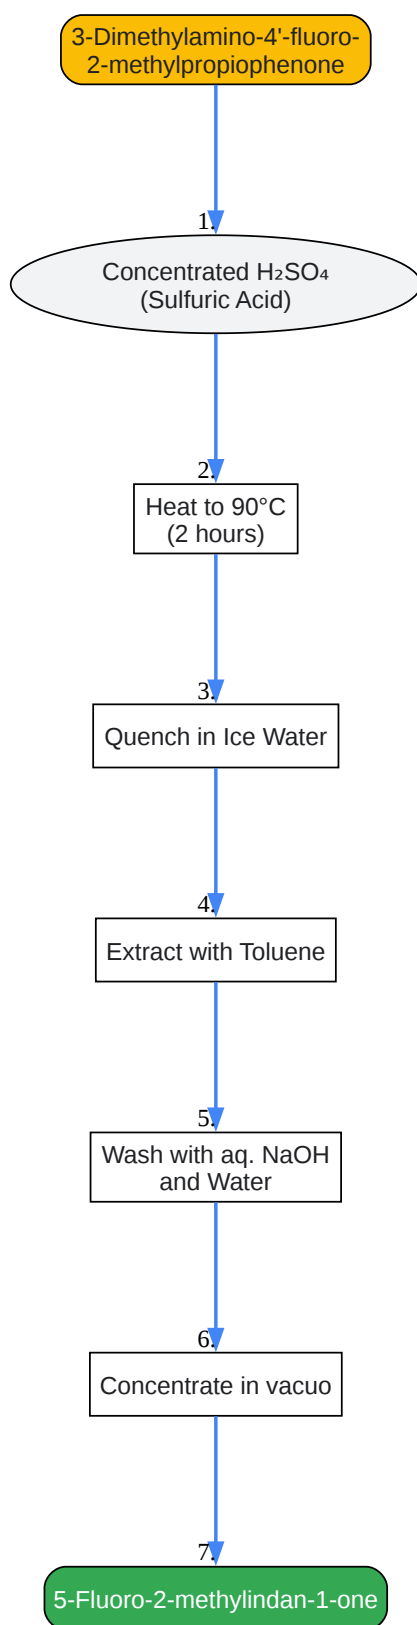 3-Dimethylamino-4'-fluoro-
2-methylpropiophenone
1.
Concentrated H₂SO₄
(Sulfuric Acid)
2.
Heat to 90°C
(2 hours)
3.
Quench in Ice Water
4.
Extract with Toluene
5.
Wash with aq. NaOH
and Water
6.
Concentrate in vacuo
7.
5-Fluoro-2-methylindan-1-one